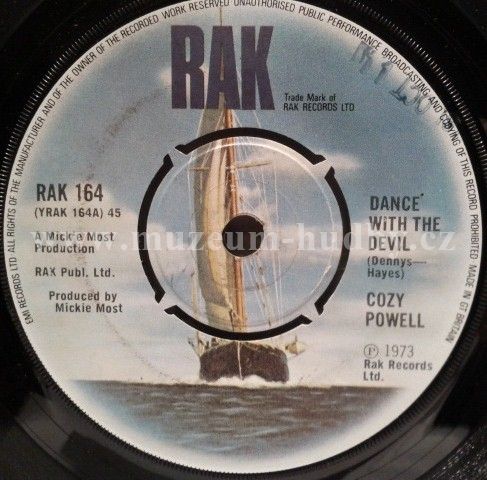 EMI RECORDS LTD ALL RIGHTS OF THE MANUFACTURER AND OF THE OWNER OF THE RECORDED WORK RESERVED UNAUTHORISED PUBLIC PERFORMANCE BROADCASTING AND COPYING OF THIS RECORD PROHIBITED MADE IN GT BRITAIN
RAK
Trade Mark of
RAK RECORDS LTD
RAK 164
(YRAK 164A) 45
A Mickie Most
Production
RAK Publ. Ltd.
Produced by
Mickie Most
DANCE
WiTH THE
DEVIL
(Dennys—
Hayes)
COZY
POWELL
Ⓟ 1973
Rak Records
Ltd.
www.muzeum-hudby.cz